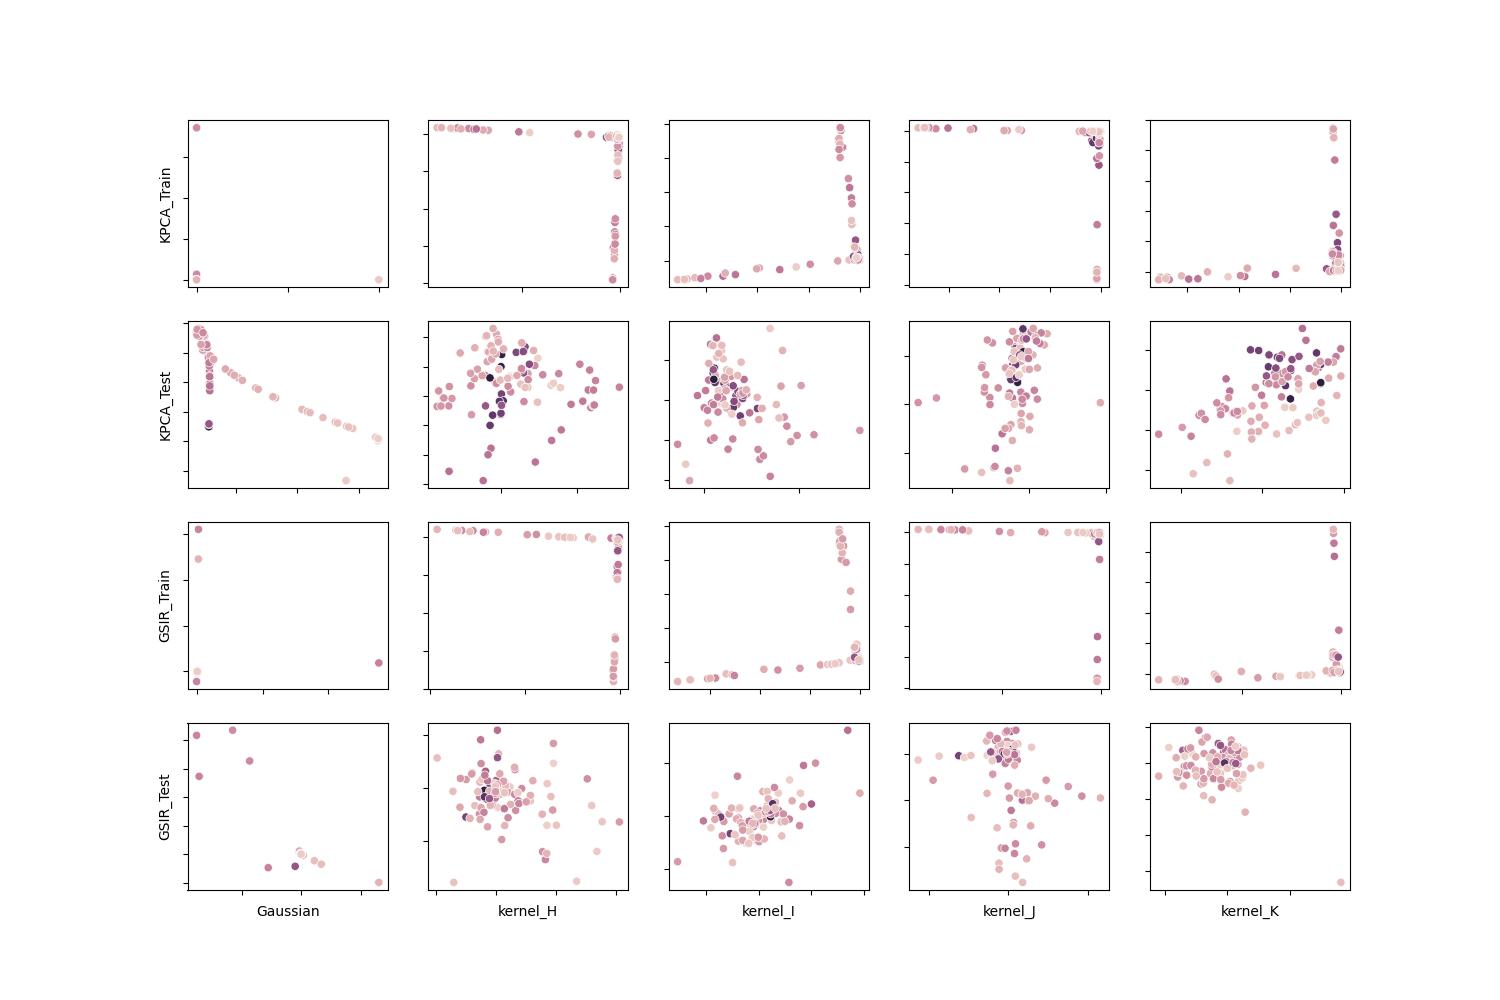 KPCA_Train
KPCA_Test
GSIR_Train
GSIR_Test
Gaussian
kernel_H
kernel_I
kernel_J
kernel_K